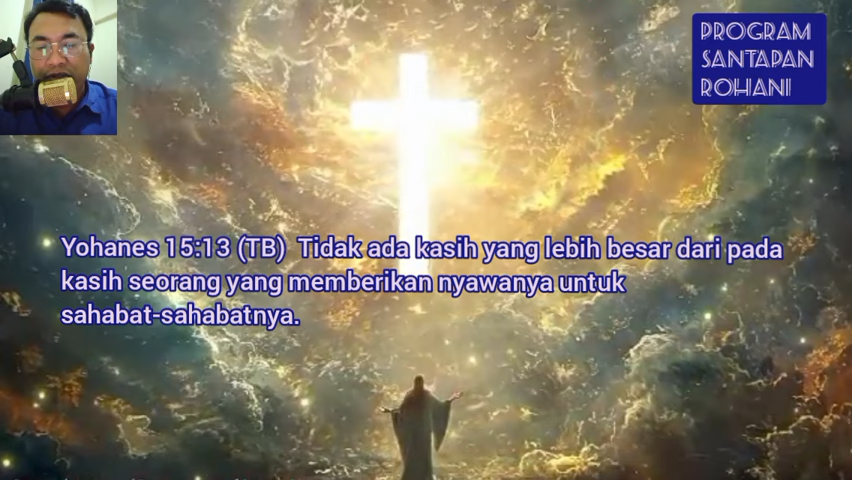 PROGRAM
SANTAPAN
ROHANI
Yohanes 15:13 (TB) Tidak ada kasih yang lebih besar dari pada
kasih seorang yang memberikan nyawanya untuk
sahabat-sahabatnya.